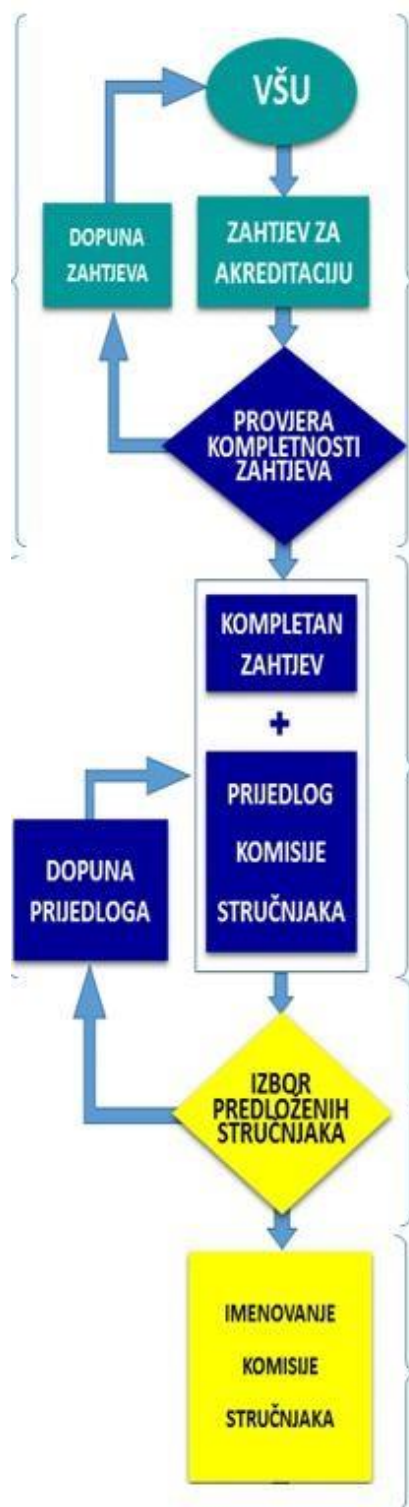 VŠU
DOPUNA
ZAHTJEVA
ZAHTJEV ZA
AKREDITACIJU
PROVJERA
KOMPLETNOSTI
ZAHTJEVA
KOMPLETAN
ZAHTJEV
+
PRIJEDLOG
KOMISIJE
STRUČNJAKA
DOPUNA
PRIJEDLOGA
IZBOR
PREDLOŽENIH
STRUČNJAKA
IMENOVANJE
KOMISIJE
STRUČNJAKA